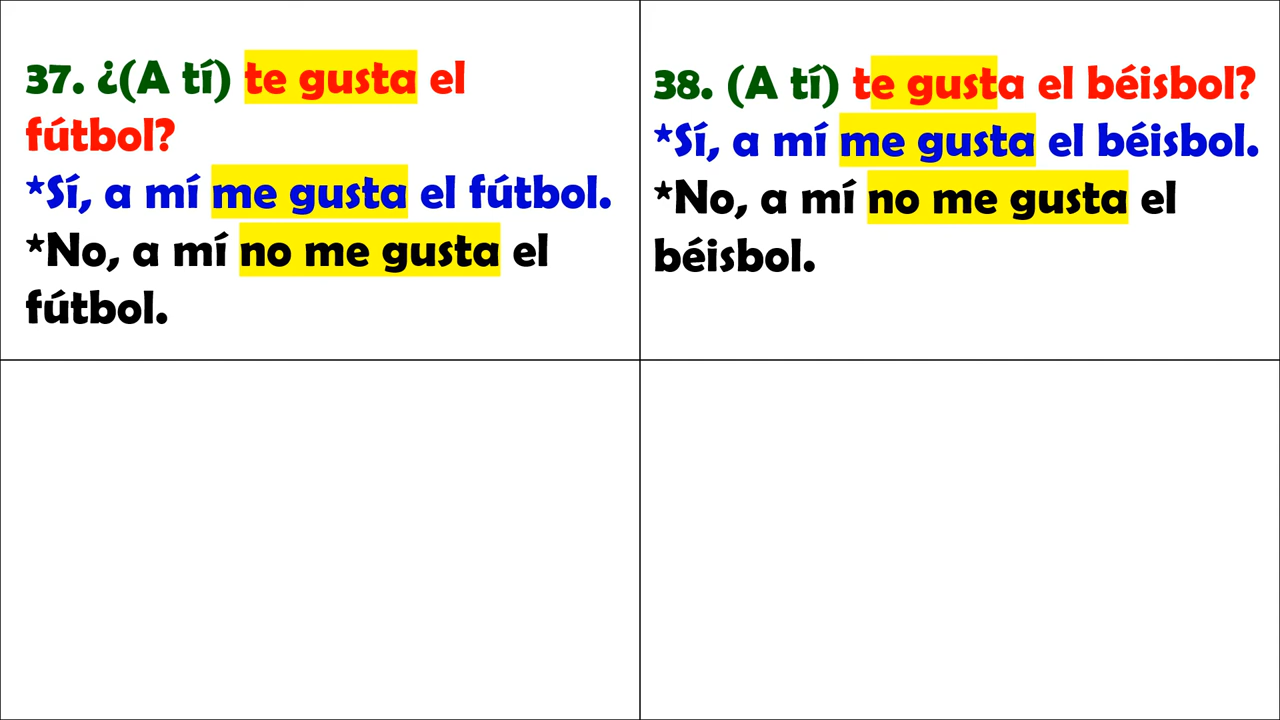 37. ¿(A tí) te gusta el
fútbol?
*Sí, a mí me gusta el fútbol.
*No, a mí no me gusta el
fútbol.
38. (A tí) te gusta el béisbol?
*Sí, a mí me gusta el béisbol.
*No, a mí no me gusta el
béisbol.